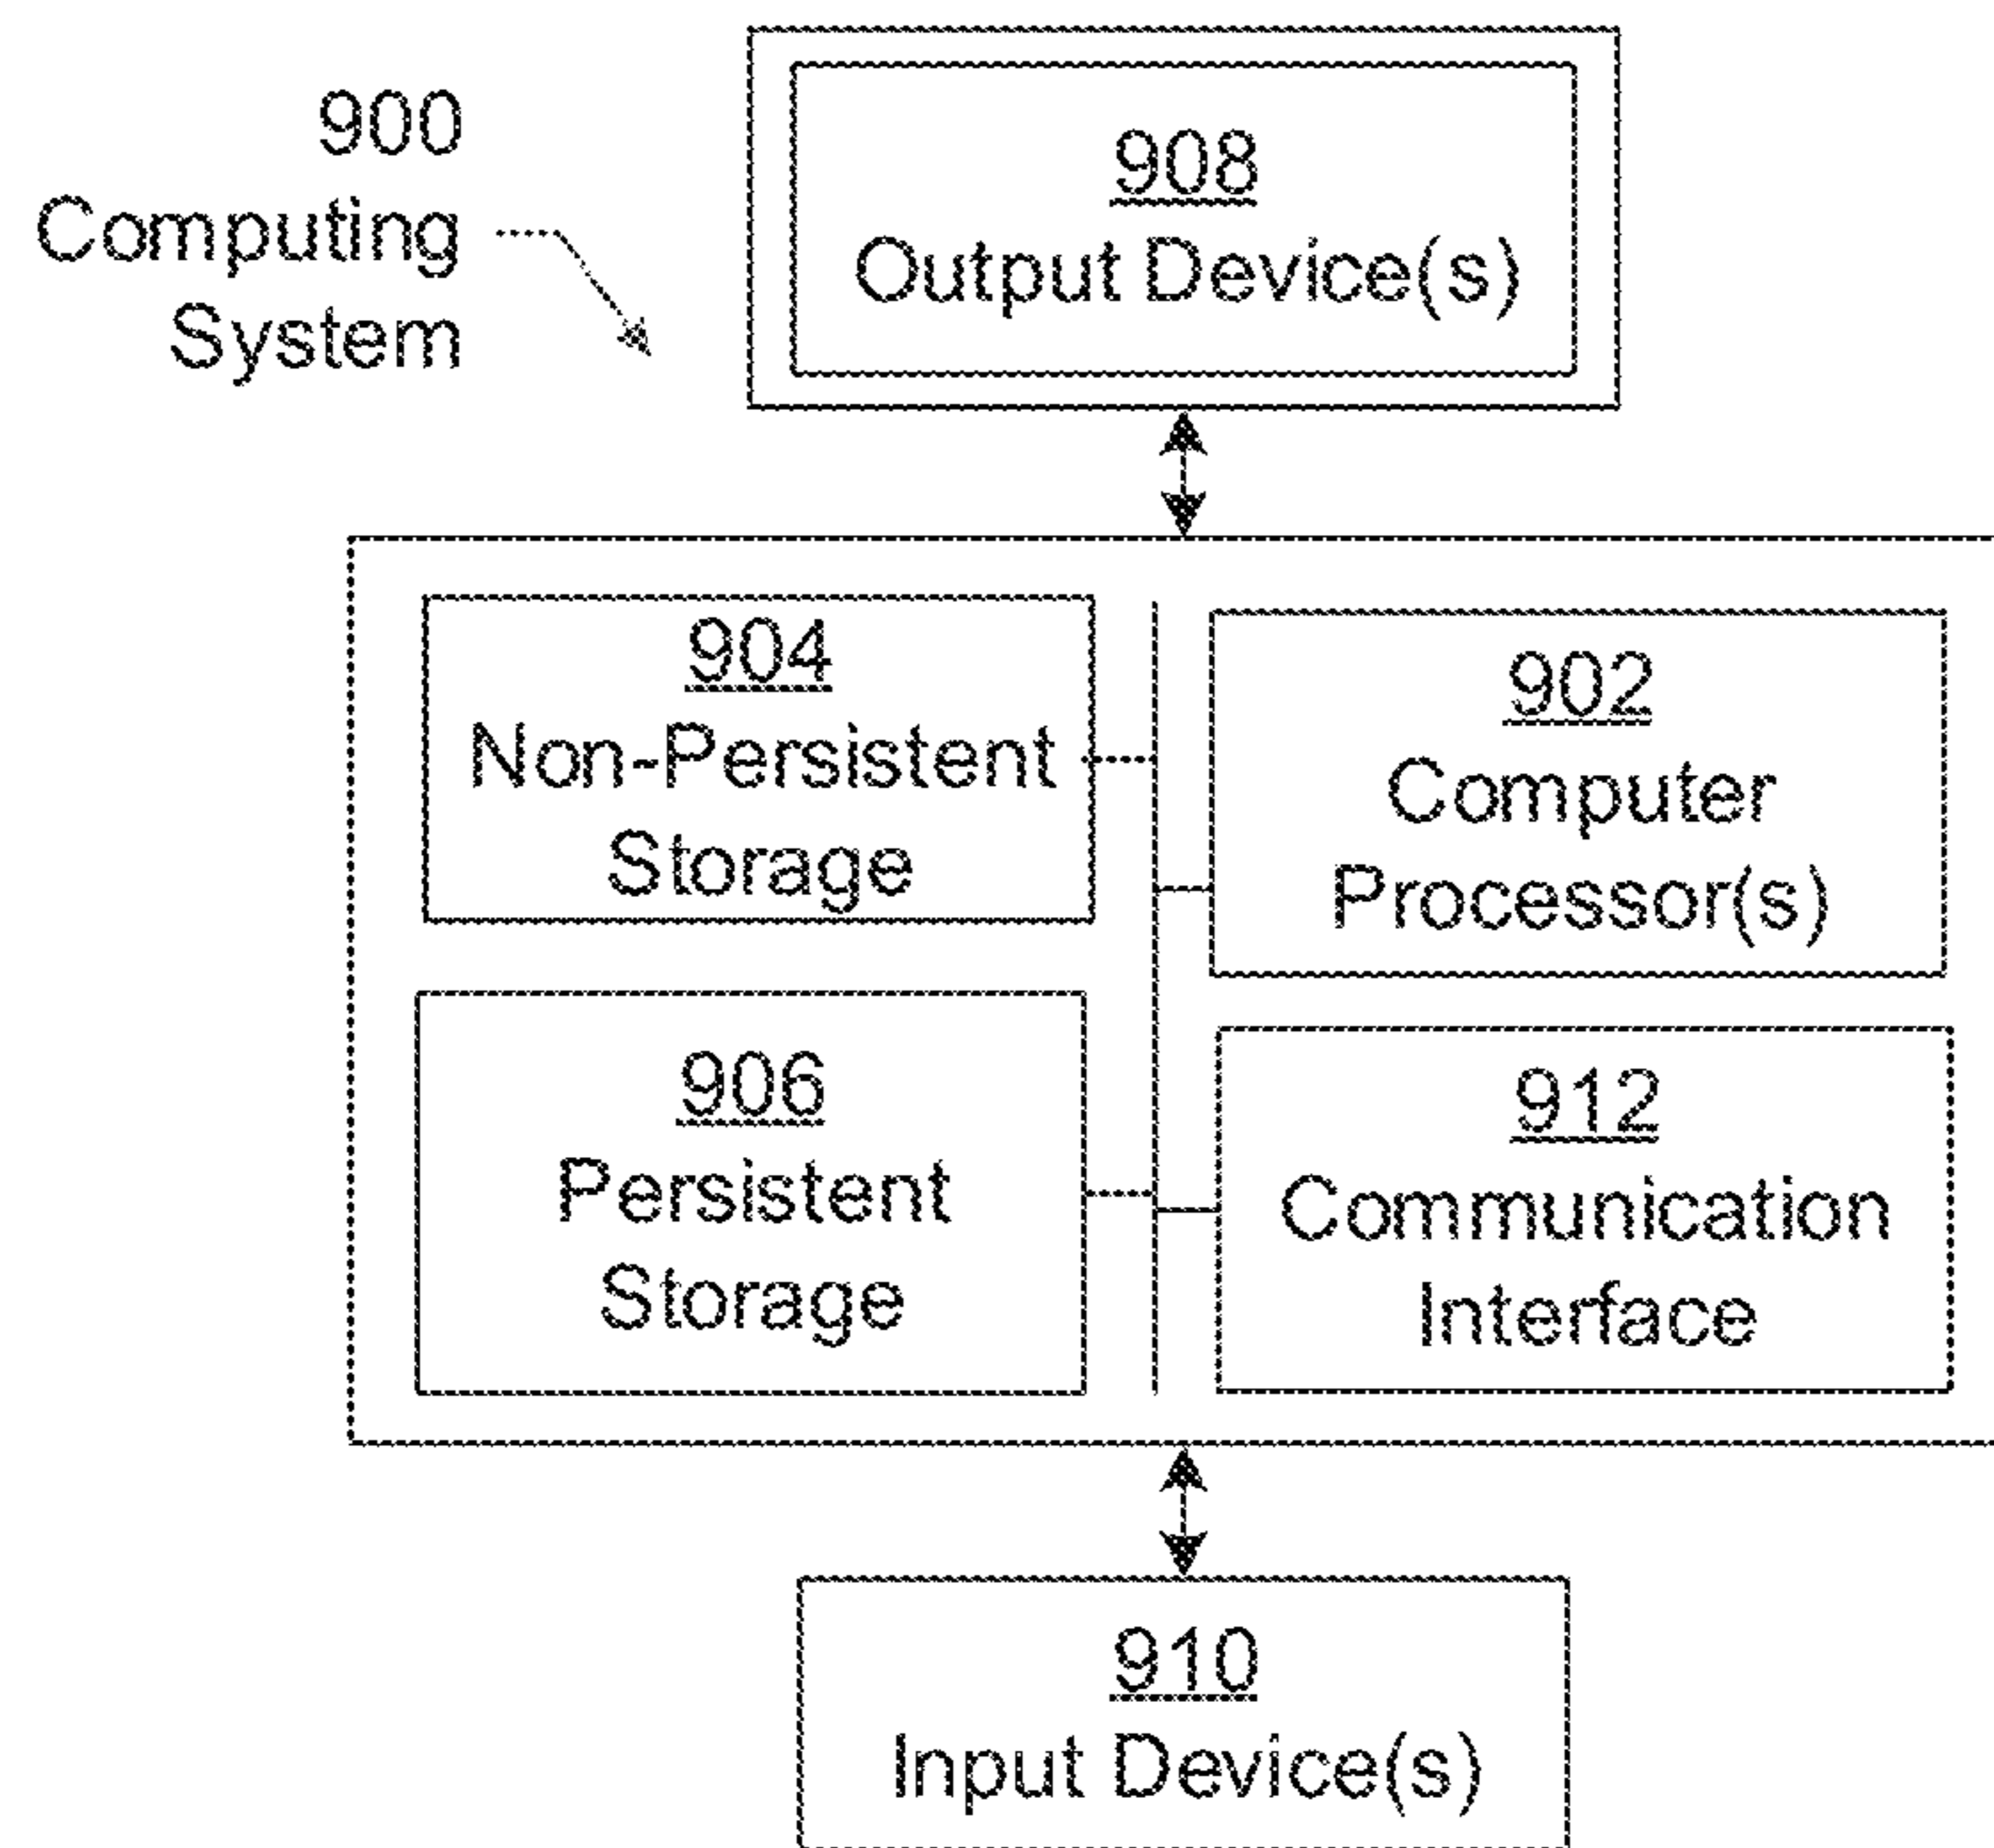 900
Computing
System
908
Output Device(s)
904
Non-Persistent
Storage
902
Computer
Processor(s)
906
Persistent
Storage
912
Communication
Interface
910
Input Device(s)